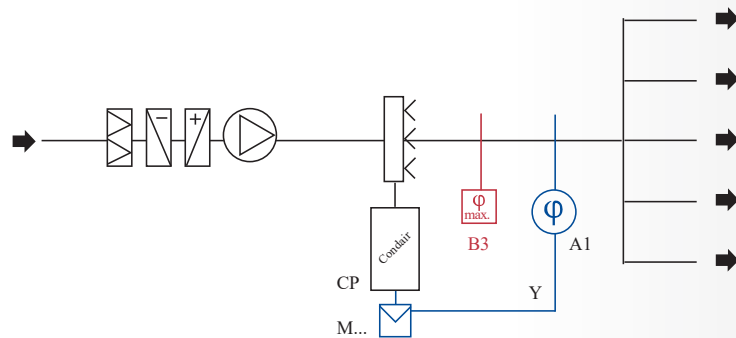 − +
φ
max.
φ
B3
A1
Condair
CP
Y
M...